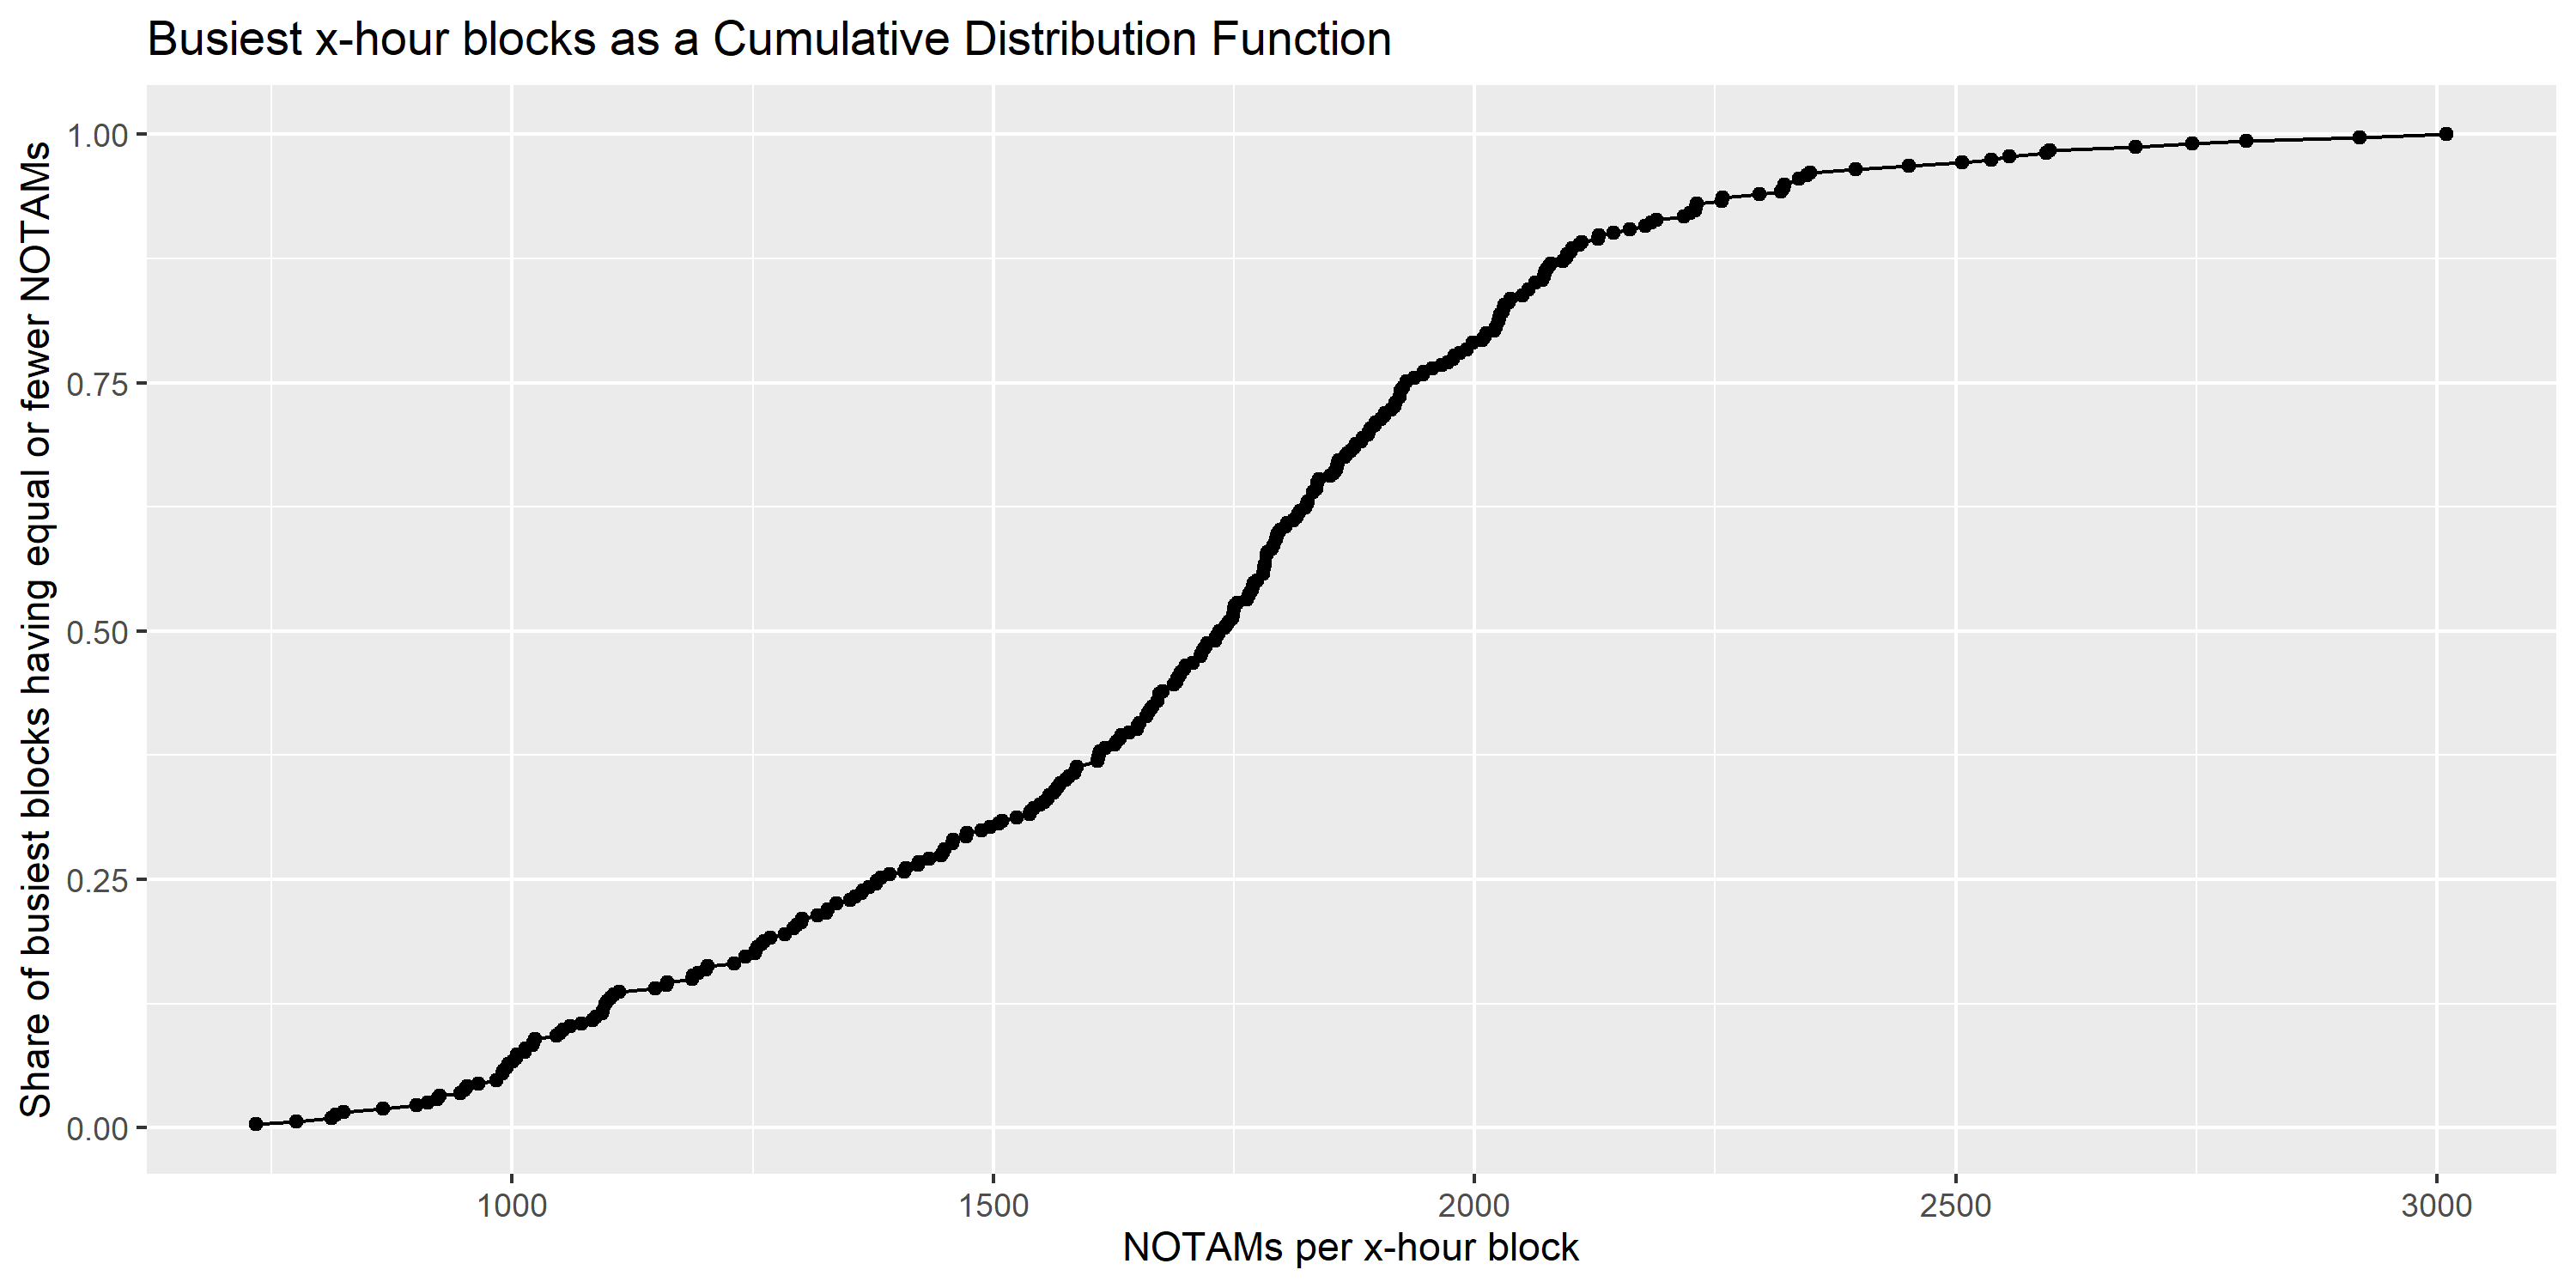 Busiest x-hour blocks as a Cumulative Distribution Function
Share of busiest blocks having equal or fewer NOTAMs
1.00
0.75
0.50
0.25
0.00
1000 1500 2000 2500 3000
NOTAMs per x-hour block